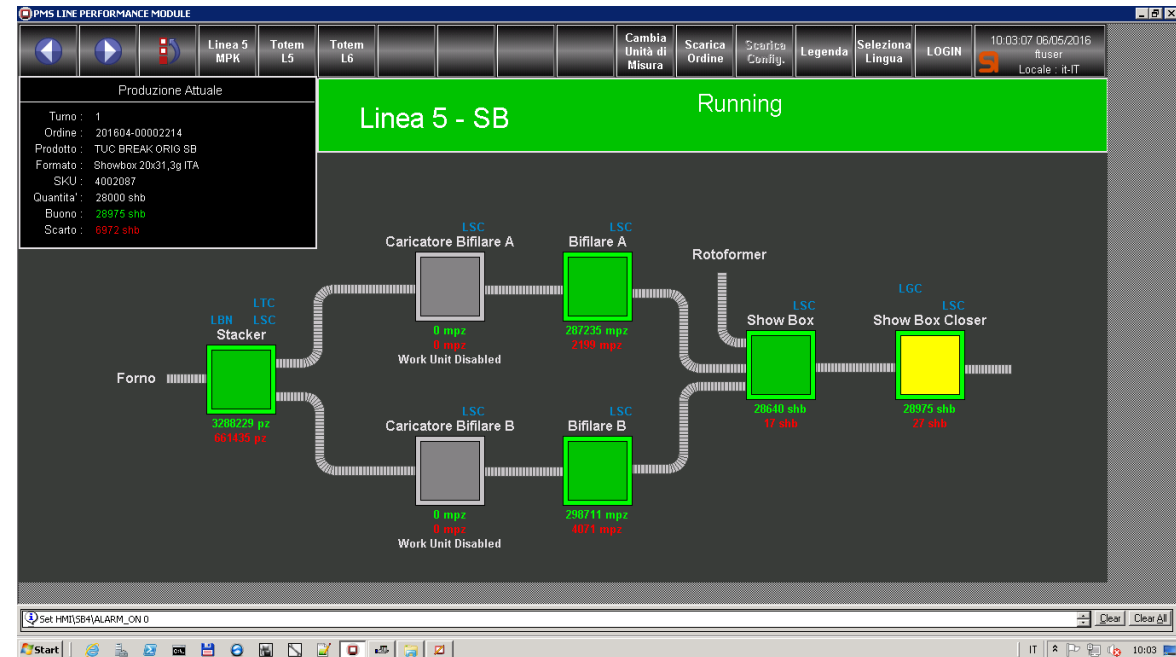 PMS LINE PERFORMANCE MODULE
Linea 5 MPK
Totem L5
Totem L6
Cambia Unità di Misura
Scarica Ordine
Scarica Config.
Legenda
Seleziona Lingua
LOGIN
10:03:07 06/05/2016
ftuser
Locale : it-IT
Produzione Attuale
Turno : 1
Ordine : 201604-00002214
Prodotto : TUC BREAK ORIG SB
Formato : Showbox 20x31,3g ITA
SKU : 4002087
Quantita' : 28000 shb
Buono : 28975 shb
Scarto : 6972 shb
Linea 5 - SB
Running
LSC
Caricatore Bifilare A
0 mpz
0 mpz
Work Unit Disabled
LSC
Bifilare A
287235 mpz
2199 mpz
Rotoformer
LTC
LBN LSC
Stacker
Forno
3288229 pz
661435 pz
LSC
Show Box
28640 shb
17 shb
LGC
LSC
Show Box Closer
28975 shb
27 shb
LSC
Caricatore Bifilare B
0 mpz
0 mpz
Work Unit Disabled
LSC
Bifilare B
298711 mpz
4071 mpz
Set HMI\SB4\ALARM_ON 0
Clear
Clear All
Start
IT
10:03